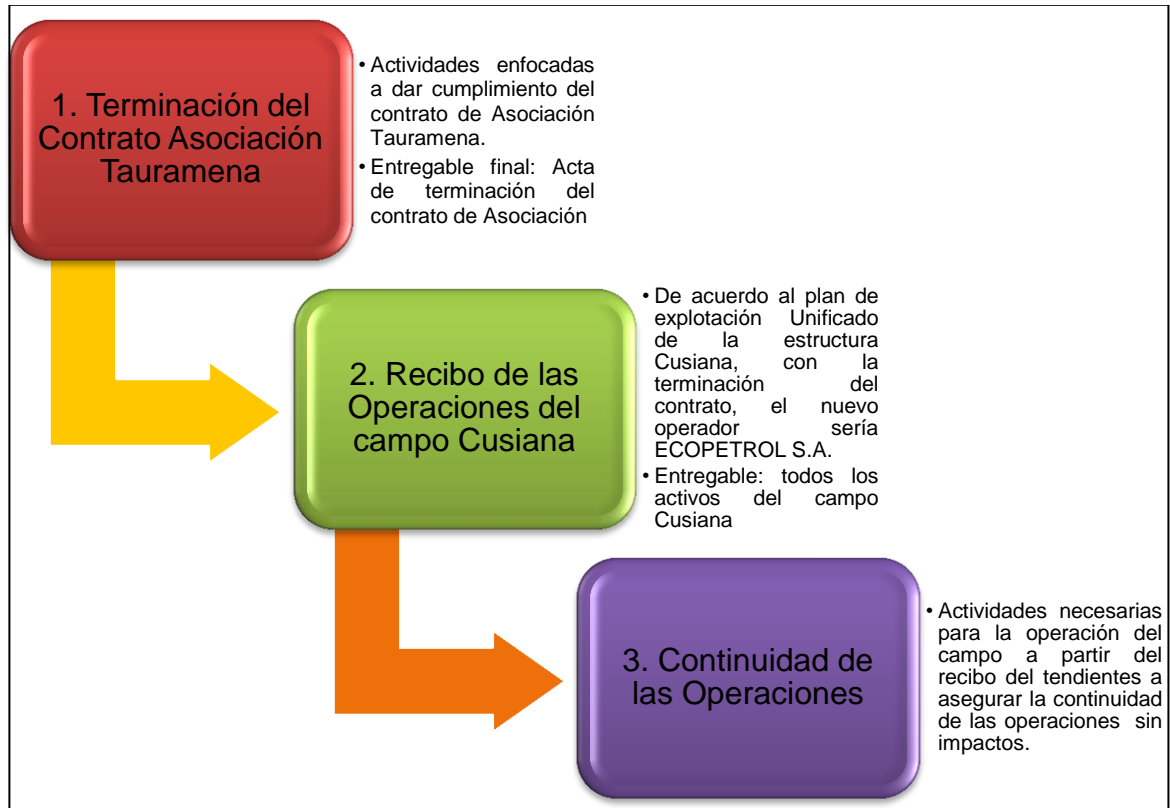 1. Terminación del
Contrato Asociación
Tauramena
• Actividades enfocadas
a dar cumplimiento del
contrato de Asociación
Tauramena.
• Entregable final: Acta
de terminación del
contrato de Asociación
2. Recibo de las
Operaciones del
campo Cusiana
• De acuerdo al plan de
explotación Unificado
de la estructura
Cusiana, con la
terminación del
contrato, el nuevo
operador sería
ECOPETROL S.A.
• Entregable: todos los
activos del campo
Cusiana
3. Continuidad de
las Operaciones
• Actividades necesarias
para la operación del
campo a partir del
recibo del tendientes a
asegurar la continuidad
de las operaciones sin
impactos.